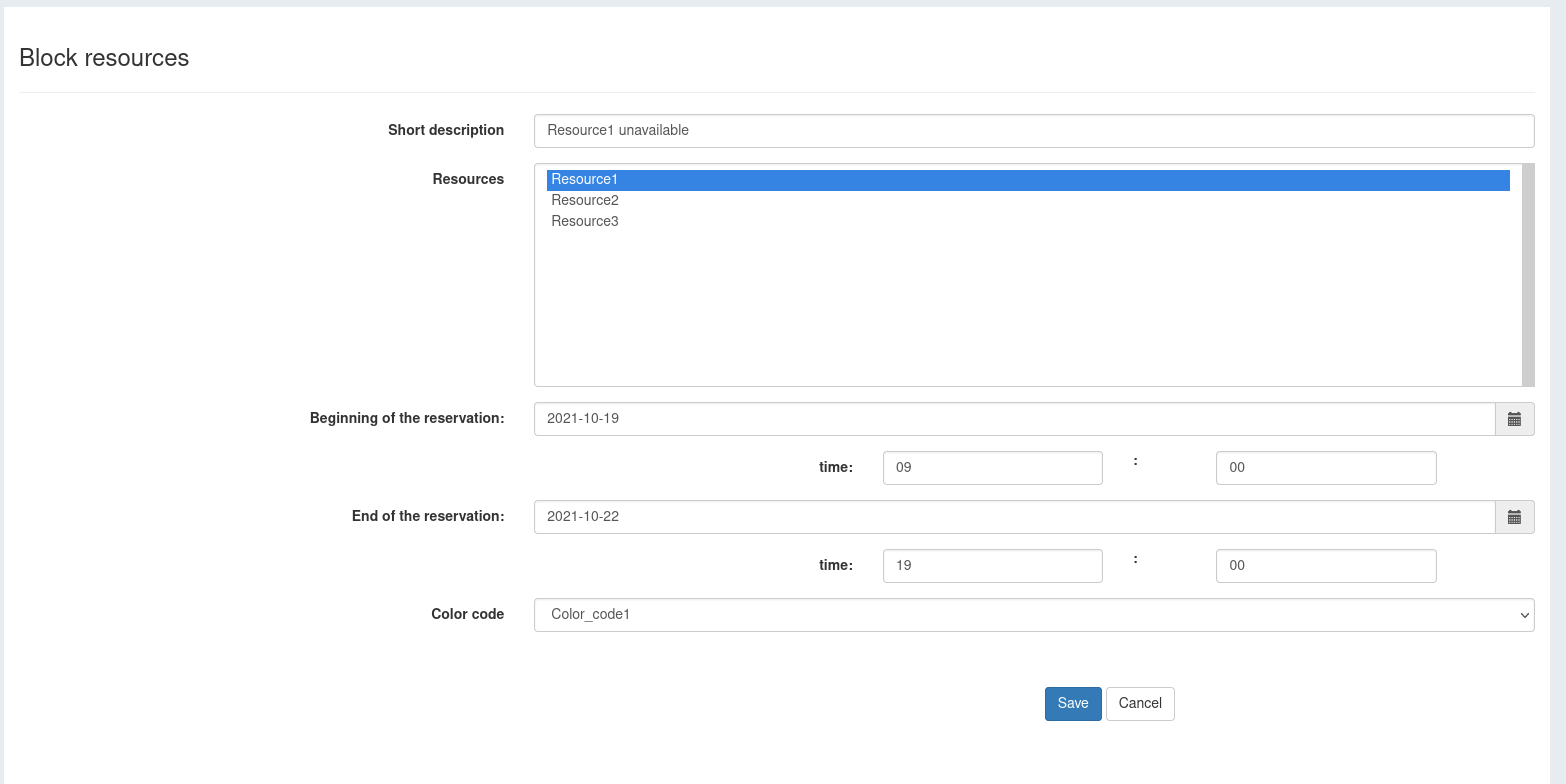 Block resources
Short description Resource1 unavailable
Resources Resource1
Resource2
Resource3
Beginning of the reservation: 2021-10-19
time: 09 : 00
End of the reservation: 2021-10-22
time: 19 : 00
Color code Color_code1
Save Cancel